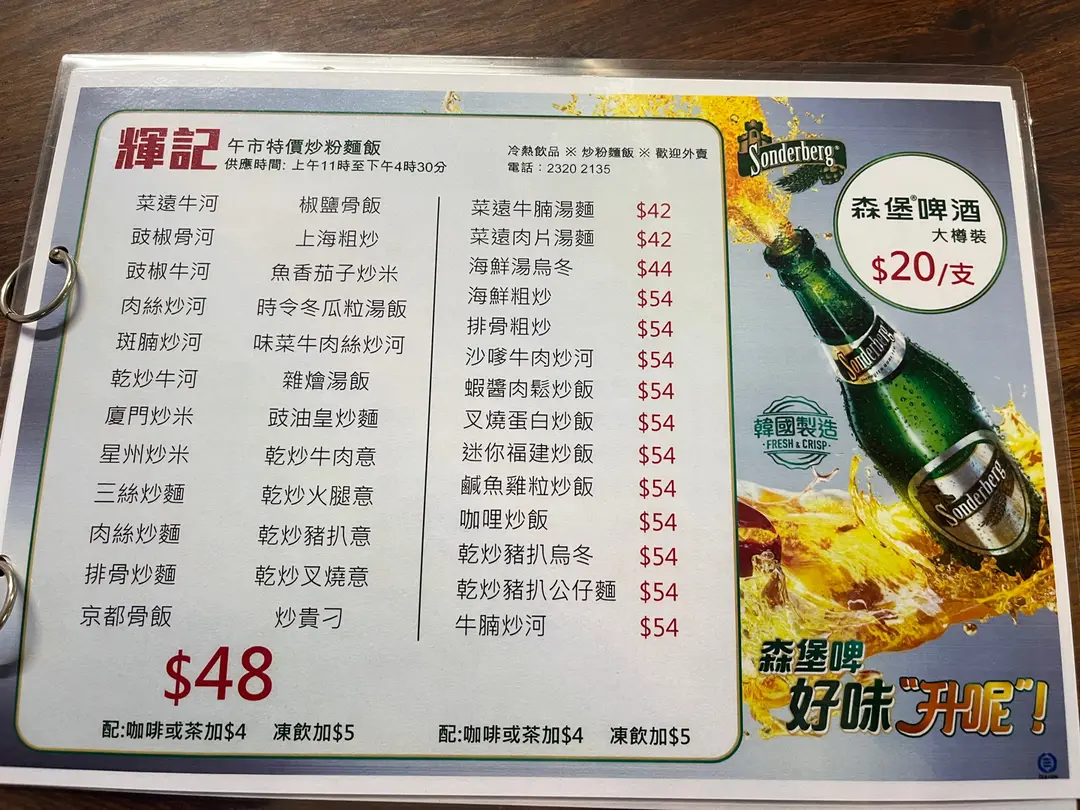 輝記 午市特價炒粉麵飯
供應時間: 上午11時至下午4時30分
冷熱飲品 ※ 炒粉麵飯 ※ 歡迎外賣
電話:2320 2135
菜遠牛河 椒鹽骨飯
豉椒骨河 上海粗炒
豉椒牛河 魚香茄子炒米
肉絲炒河 時令冬瓜粒湯飯
斑腩炒河 味菜牛肉絲炒河
乾炒牛河 雜燴湯飯
廈門炒米 豉油皇炒麵
星州炒米 乾炒牛肉意
三絲炒麵 乾炒火腿意
肉絲炒麵 乾炒豬扒意
排骨炒麵 乾炒叉燒意
京都骨飯 炒貴刁
$48
配:咖啡或茶加$4 凍飲加$5
菜遠牛腩湯麵 $42
菜遠肉片湯麵 $42
海鮮湯烏冬 $44
海鮮粗炒 $54
排骨粗炒 $54
沙嗲牛肉炒河 $54
蝦醬肉鬆炒飯 $54
叉燒蛋白炒飯 $54
迷你福建炒飯 $54
鹹魚雞粒炒飯 $54
咖哩炒飯 $54
乾炒豬扒烏冬 $54
乾炒豬扒公仔麵 $54
牛腩炒河 $54
配:咖啡或茶加$4 凍飲加$5
Sonderberg®
森堡®啤酒
大樽裝
$20/支
Sonderberg
韓國製造
·FRESH & CRISP·
Sonderberg
森堡啤
好味"升呢"!